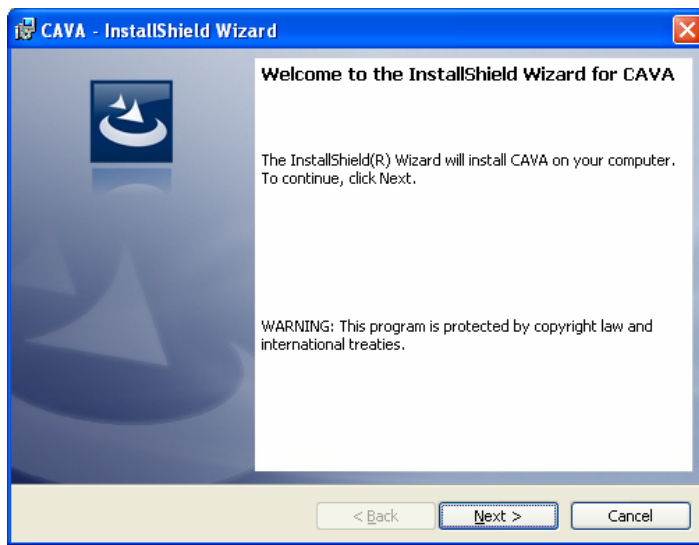 CAVA - InstallShield Wizard
Welcome to the InstallShield Wizard for CAVA
The InstallShield(R) Wizard will install CAVA on your computer.
To continue, click Next.
WARNING: This program is protected by copyright law and
international treaties.
< Back
Next >
Cancel